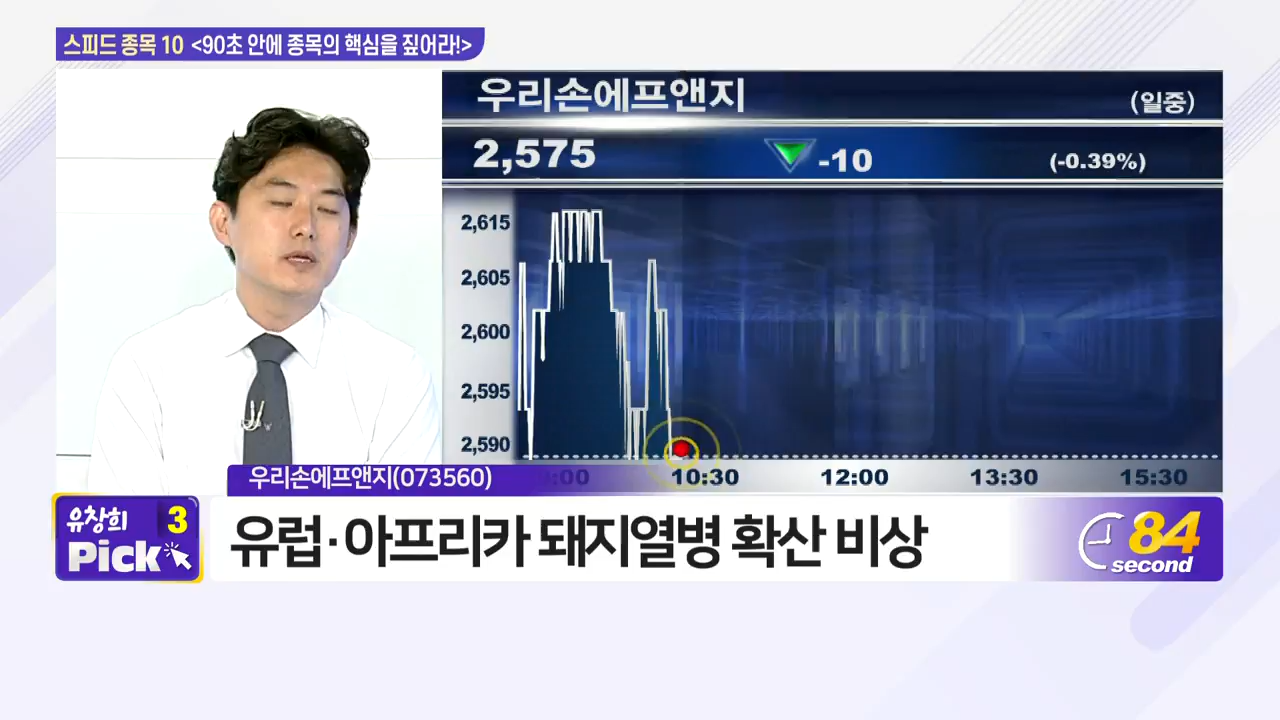 스피드 종목 10 <90초 안에 종목의 핵심을 짚어라!>
우리손에프앤지
(일중)
2,575
-10
(-0.39%)
2,615
2,605
2,600
2,595
2,590
9:00
10:30
12:00
13:30
15:30
우리손에프앤지(073560)
유창희 3
Pick
유럽·아프리카 돼지열병 확산 비상
84
second